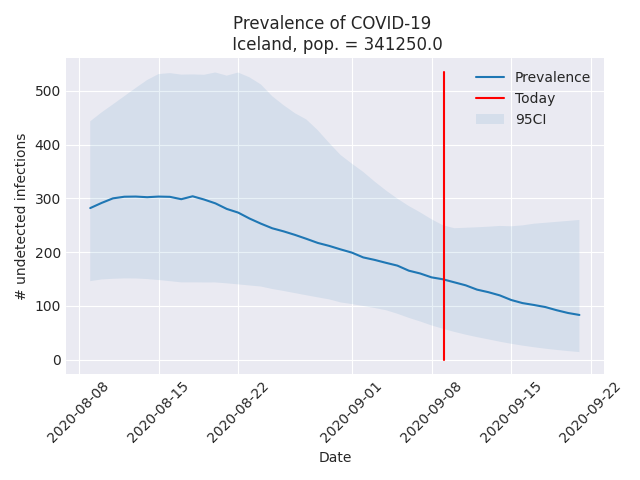 Prevalence of COVID-19
Iceland, pop. = 341250.0
Prevalence
Today
95CI
500
400
300
200
100
0
# undetected infections
2020-08-08
2020-08-15
2020-08-22
2020-09-01
2020-09-08
2020-09-15
2020-09-22
Date